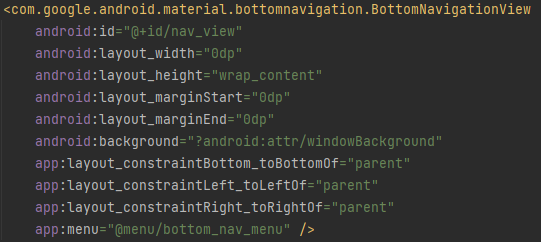 <com.google.android.material.bottomnavigation.BottomNavigationView
android:id="@+id/nav_view"
android:layout_width="0dp"
android:layout_height="wrap_content"
android:layout_marginStart="0dp"
android:layout_marginEnd="0dp"
android:background="?android:attr/windowBackground"
app:layout_constraintBottom_toBottomOf="parent"
app:layout_constraintLeft_toLeftOf="parent"
app:layout_constraintRight_toRightOf="parent"
app:menu="@menu/bottom_nav_menu" />